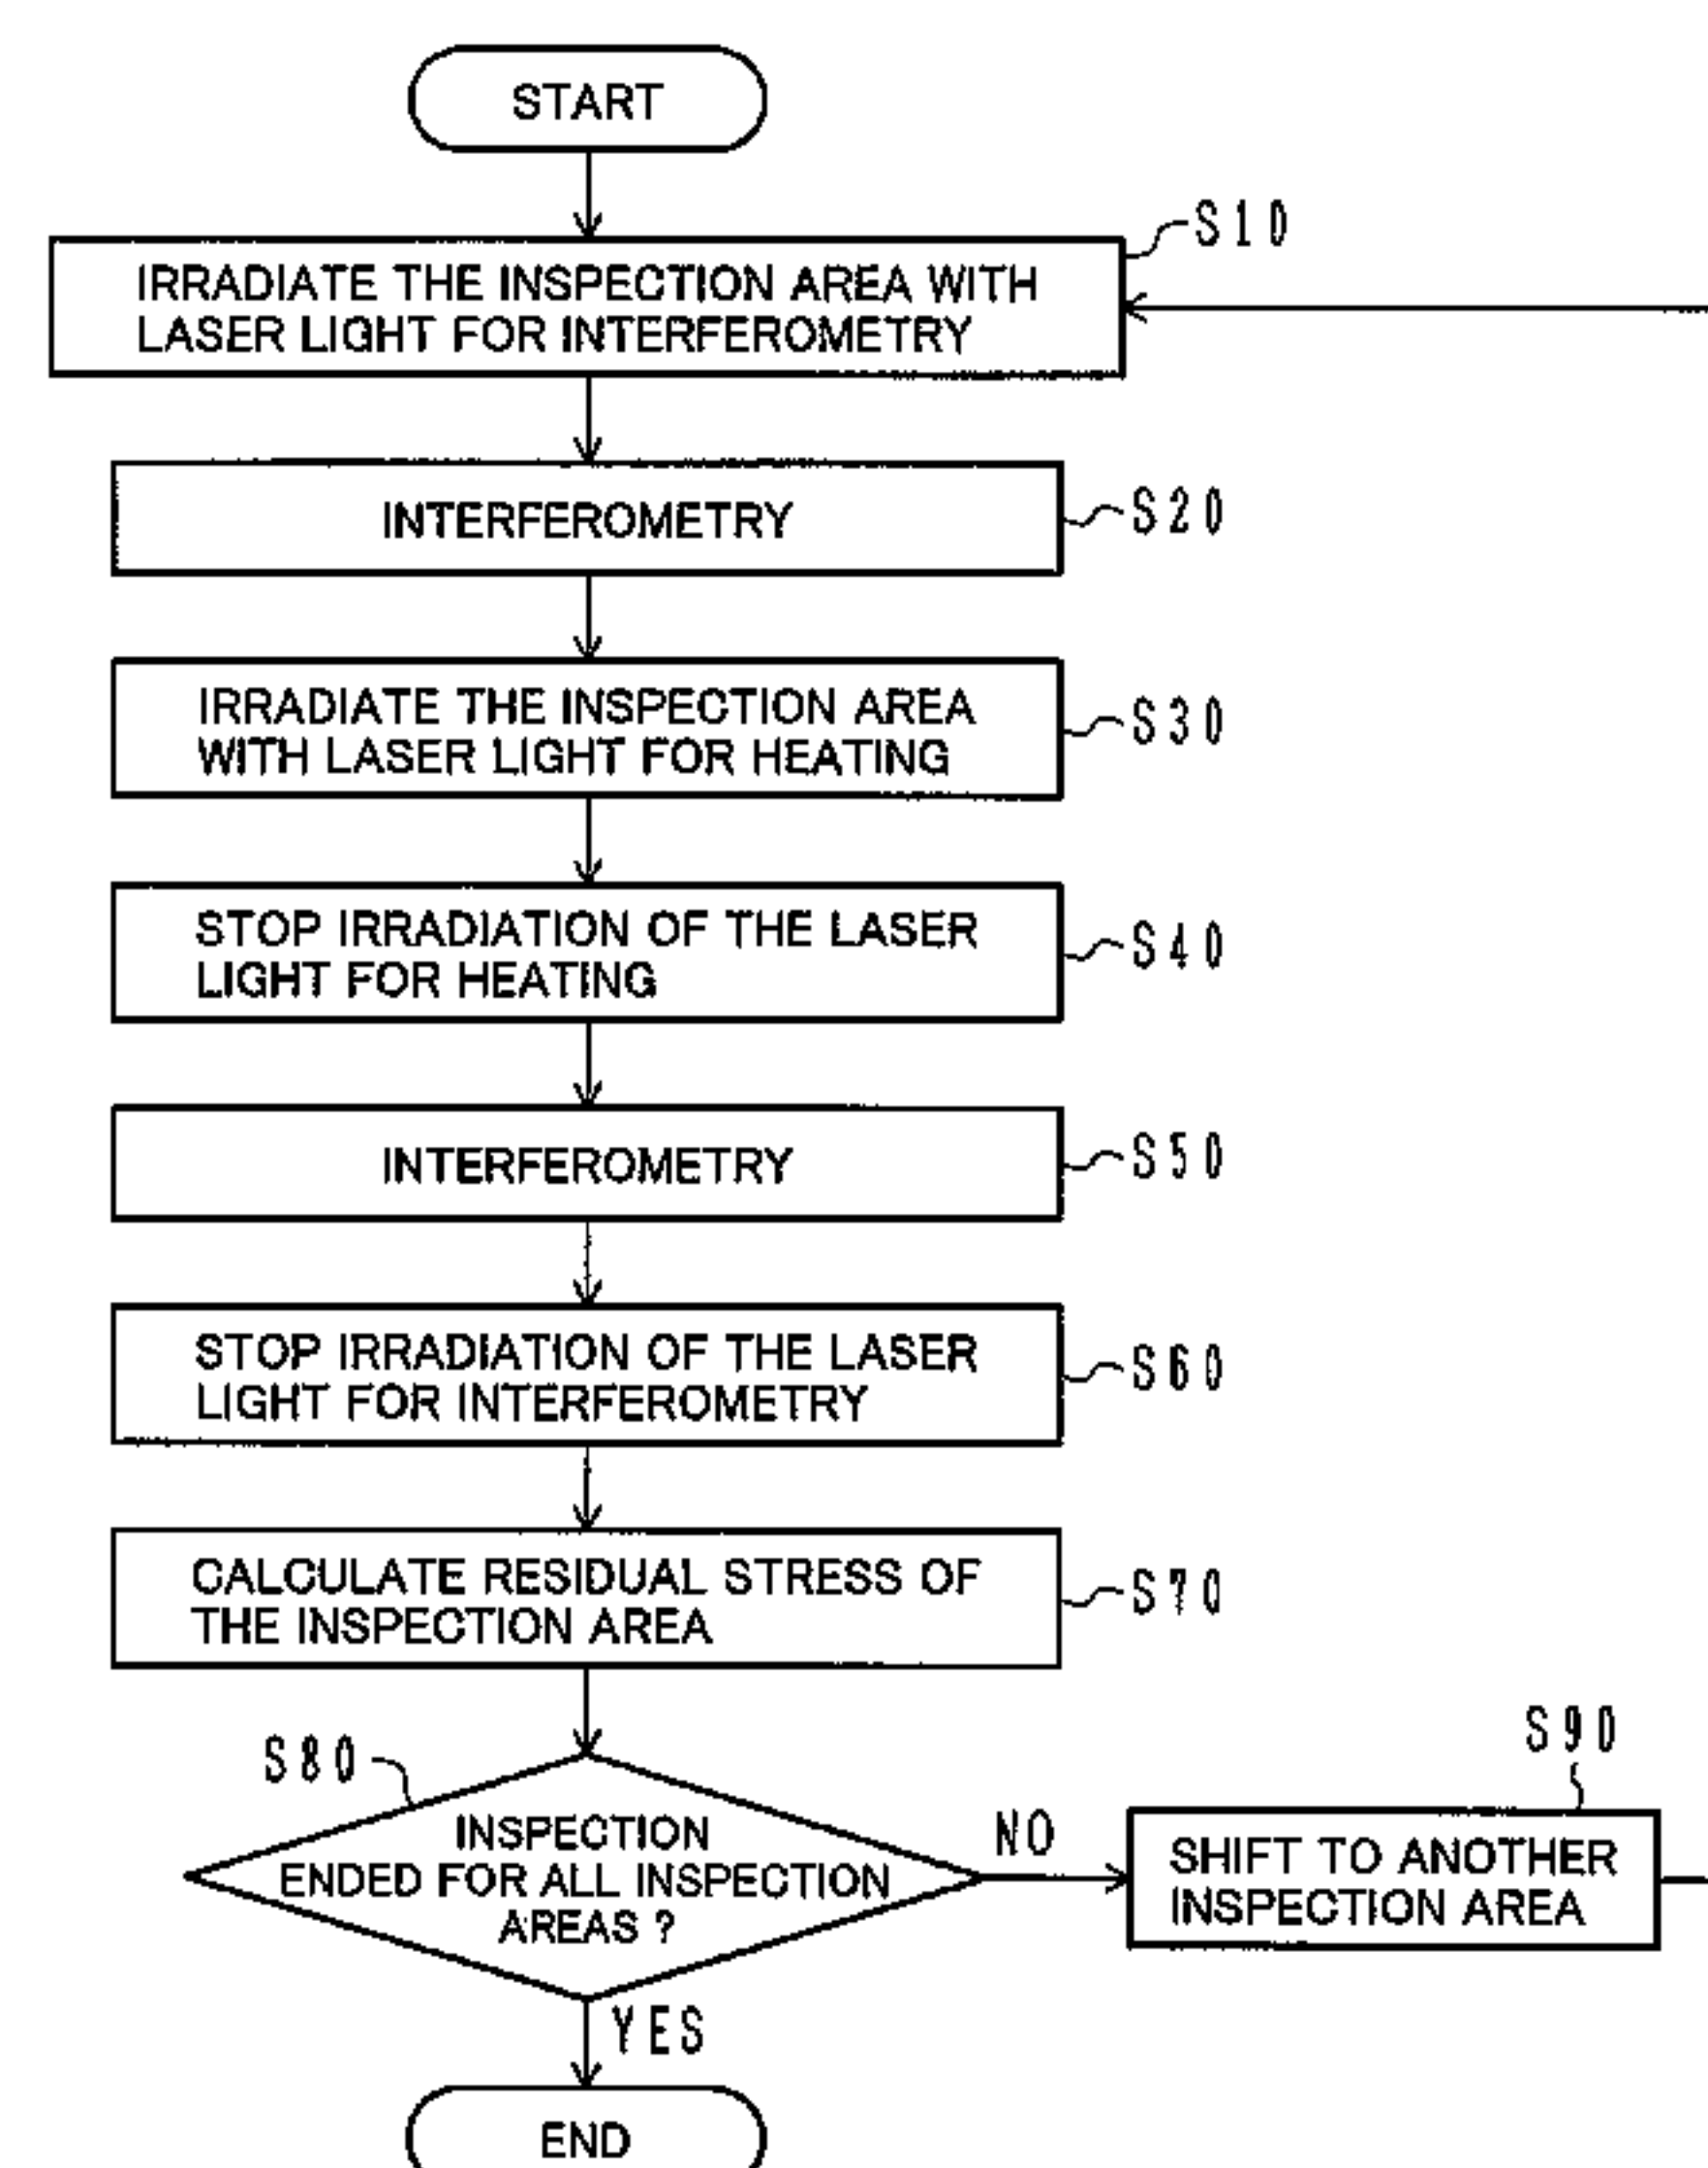 START
S10
IRRADIATE THE INSPECTION AREA WITH
LASER LIGHT FOR INTERFEROMETRY
INTERFEROMETRY
S20
IRRADIATE THE INSPECTION AREA
WITH LASER LIGHT FOR HEATING
S30
STOP IRRADIATION OF THE LASER
LIGHT FOR HEATING
S40
INTERFEROMETRY
S50
STOP IRRADIATION OF THE LASER
LIGHT FOR INTERFEROMETRY
S60
CALCULATE RESIDUAL STRESS OF
THE INSPECTION AREA
S70
S80
INSPECTION
ENDED FOR ALL INSPECTION
AREAS ?
NO
S90
SHIFT TO ANOTHER
INSPECTION AREA
YES
END